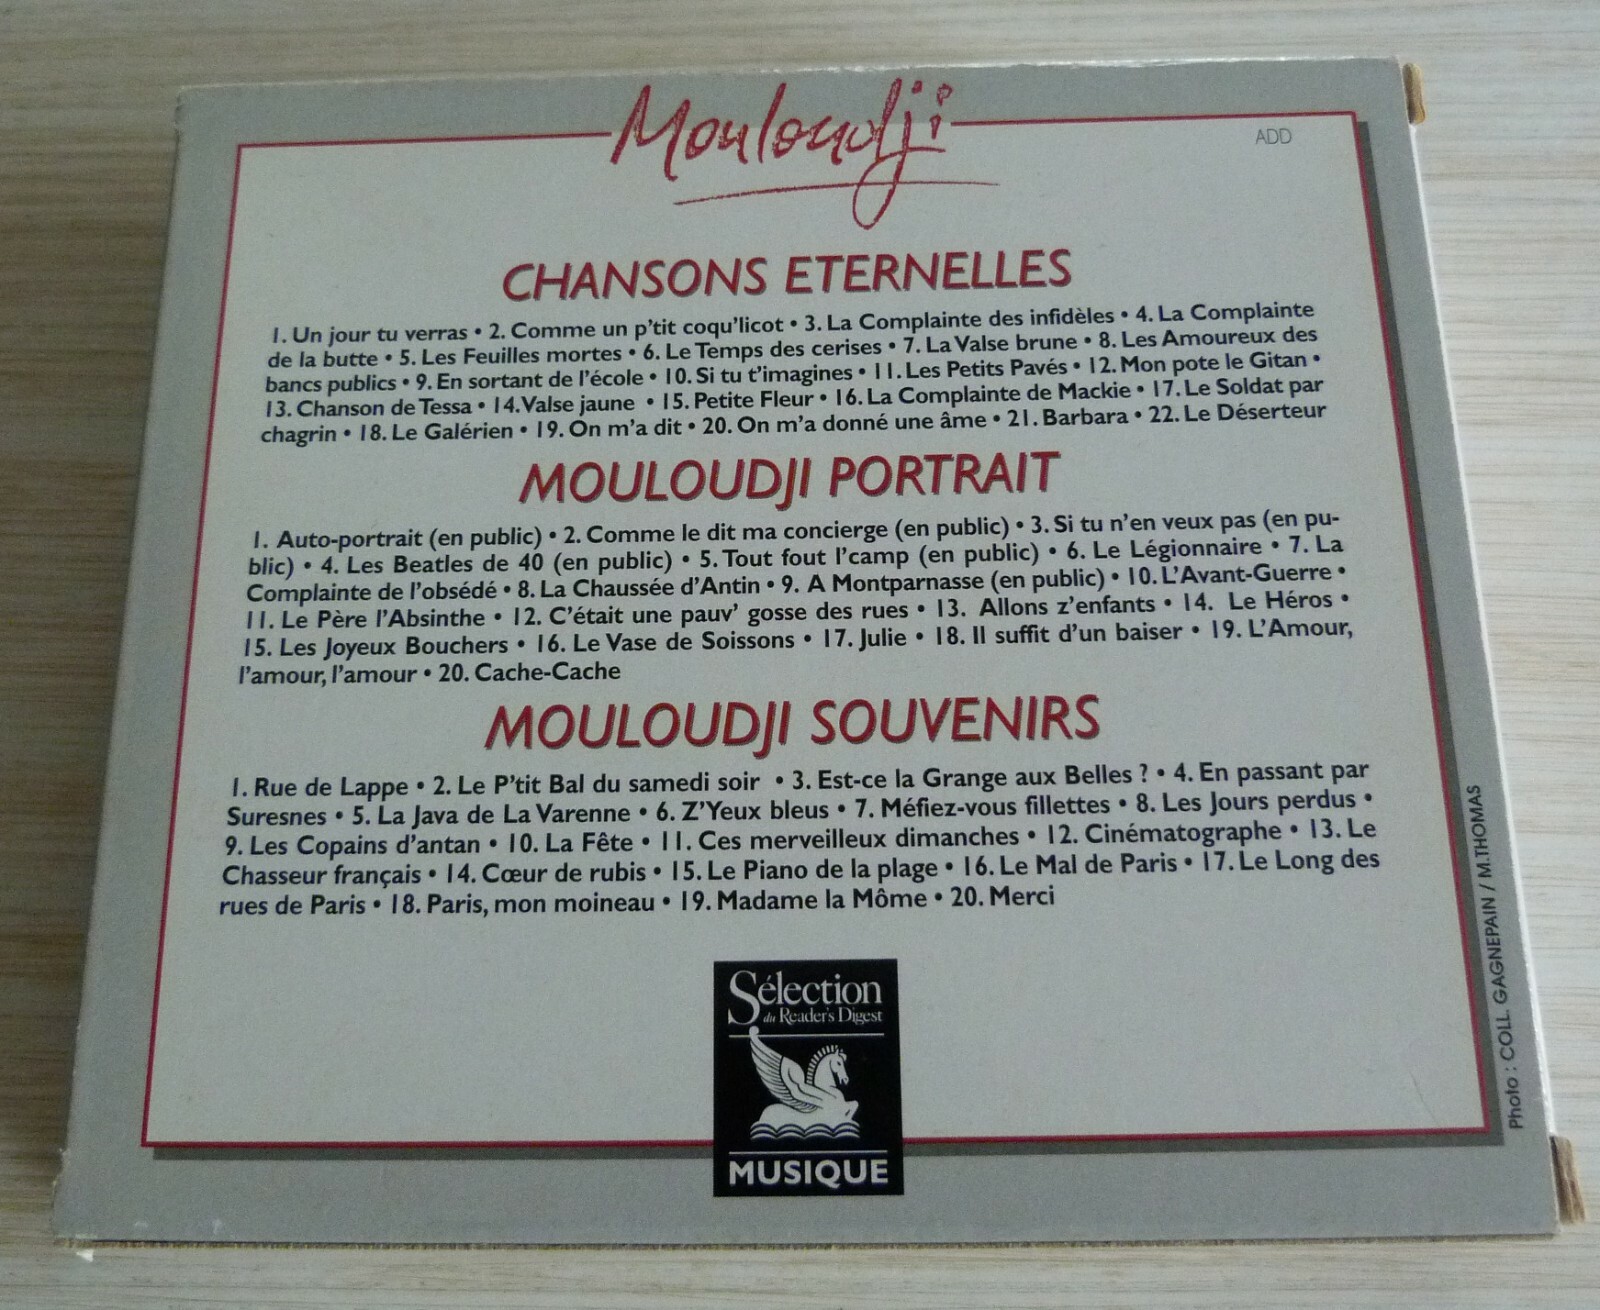 Mouloudji
ADD
CHANSONS ETERNELLES
1. Un jour tu verras • 2. Comme un p'tit coqu'licot • 3. La Complainte des infidèles • 4. La Complainte
de la butte • 5. Les Feuilles mortes • 6. Le Temps des cerises • 7. La Valse brune • 8. Les Amoureux des
bancs publics • 9. En sortant de l'école • 10. Si tu t'imagines • 11. Les Petits Pavés • 12. Mon pote le Gitan •
13. Chanson de Tessa • 14. Valse jaune • 15. Petite Fleur • 16. La Complainte de Mackie • 17. Le Soldat par
chagrin • 18. Le Galérien • 19. On m'a dit • 20. On m'a donné une âme • 21. Barbara • 22. Le Déserteur
MOULOUDJI PORTRAIT
1. Auto-portrait (en public) • 2. Comme le dit ma concierge (en public) • 3. Si tu n'en veux pas (en pu-
blic) • 4. Les Beatles de 40 (en public) • 5. Tout fout l'camp (en public) • 6. Le Légionnaire • 7. La
Complainte de l'obsédé • 8. La Chaussée d'Antin • 9. A Montparnasse (en public) • 10. L'Avant-Guerre •
11. Le Père l'Absinthe • 12. C'était une pauv' gosse des rues • 13. Allons z'enfants • 14. Le Héros •
15. Les Joyeux Bouchers • 16. Le Vase de Soissons • 17. Julie • 18. Il suffit d'un baiser • 19. L'Amour,
l'amour, l'amour • 20. Cache-Cache
MOULOUDJI SOUVENIRS
1. Rue de Lappe • 2. Le P'tit Bal du samedi soir • 3. Est-ce la Grange aux Belles ? • 4. En passant par
Suresnes • 5. La Java de La Varenne • 6. Z'Yeux bleus • 7. Méfiez-vous fillettes • 8. Les Jours perdus •
9. Les Copains d'antan • 10. La Fête • 11. Ces merveilleux dimanches • 12. Cinématographe • 13. Le
Chasseur français • 14. Cœur de rubis • 15. Le Piano de la plage • 16. Le Mal de Paris • 17. Le Long des
rues de Paris • 18. Paris, mon moineau • 19. Madame la Môme • 20. Merci
Sélection
du Reader's Digest
MUSIQUE
Photo : COLL. GAGNEPAIN / M.THOMAS